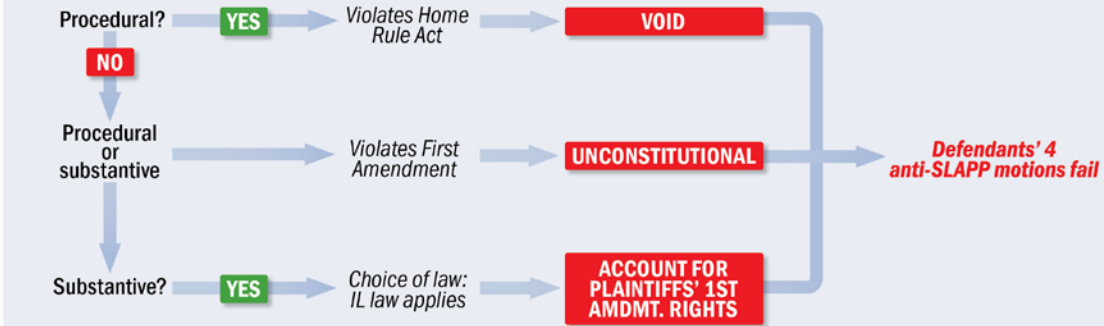 Procedural?
YES
Violates Home
Rule Act
VOID
NO
Procedural
or
substantive
Violates First
Amendment
UNCONSTITUTIONAL
Defendants' 4
anti-SLAPP motions fail
Substantive?
YES
Choice of law:
IL law applies
ACCOUNT FOR
PLAINTIFFS' 1ST
AMDMT. RIGHTS